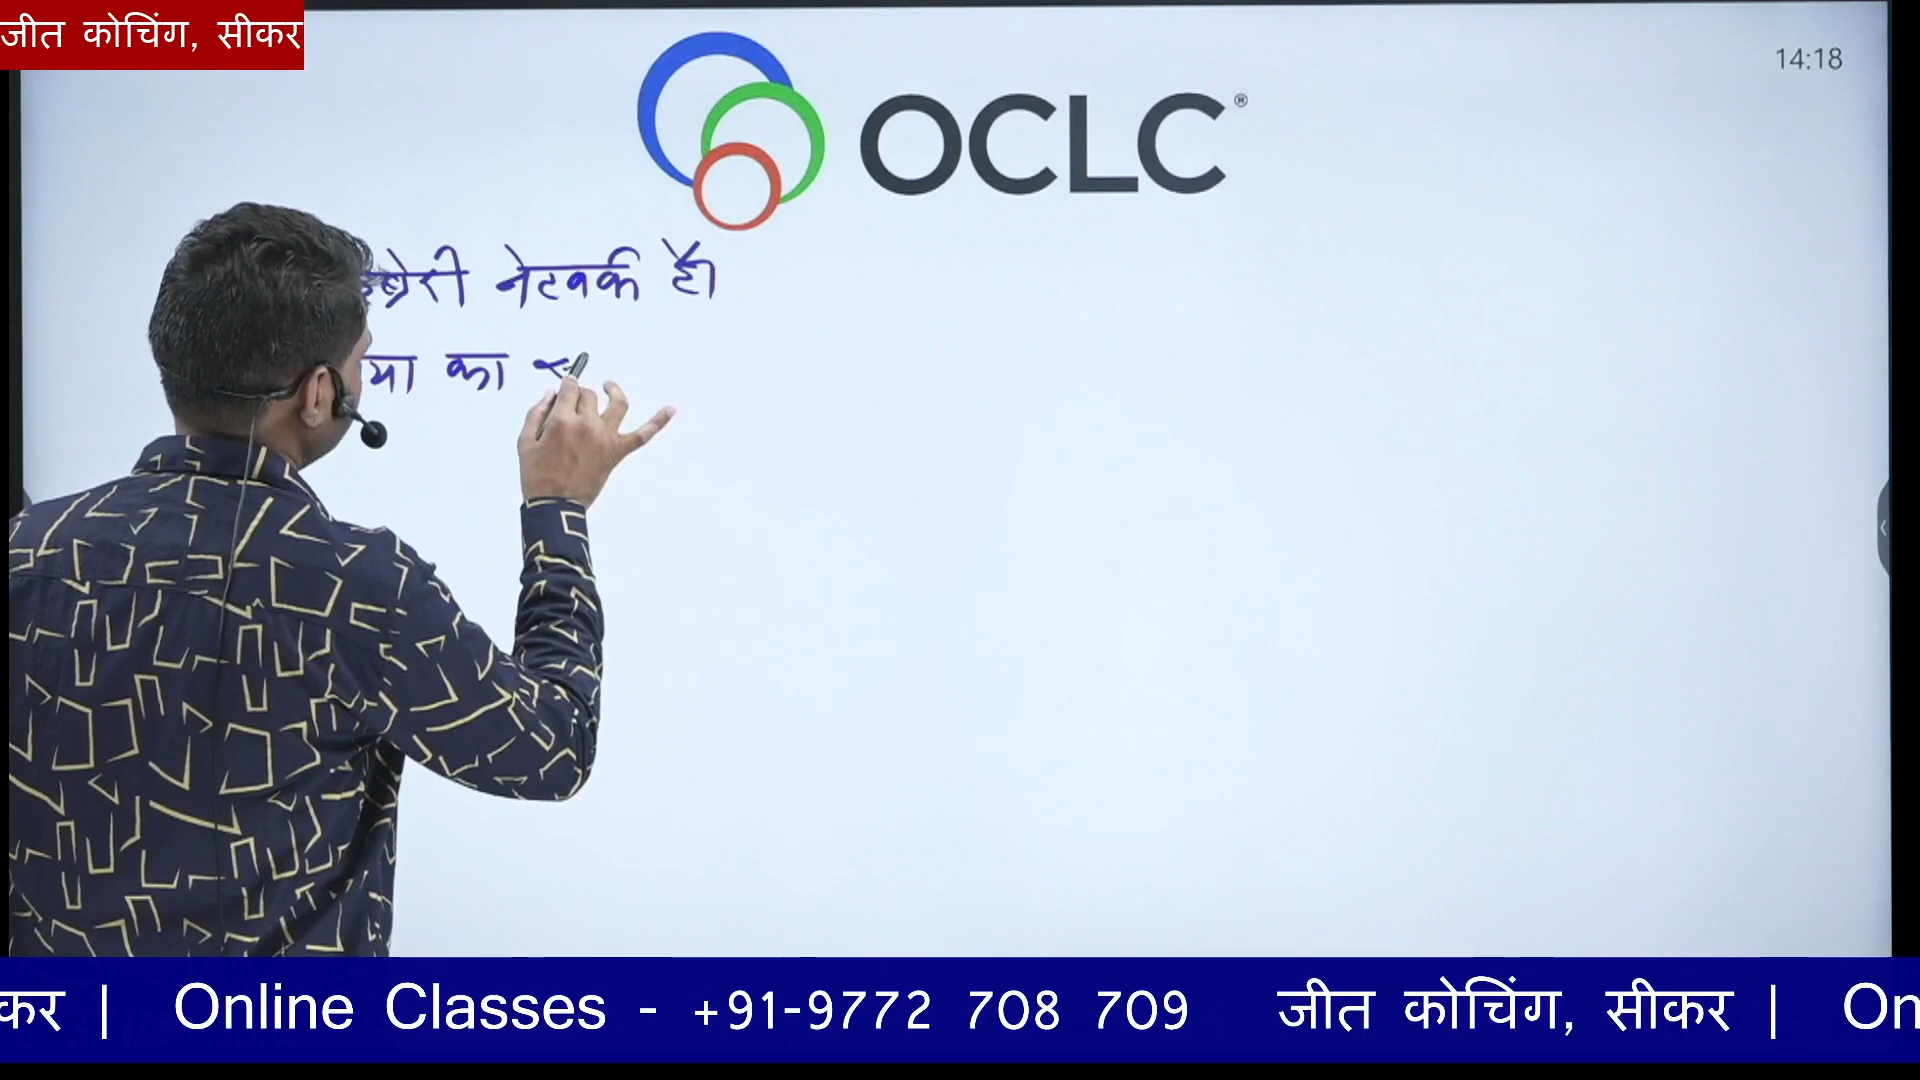 जीत कोचिंग, सीकर
14:18
OCLC®
नेटवर्क है।
का
कर | Online Classes - +91-9772 708 709 जीत कोचिंग, सीकर | On